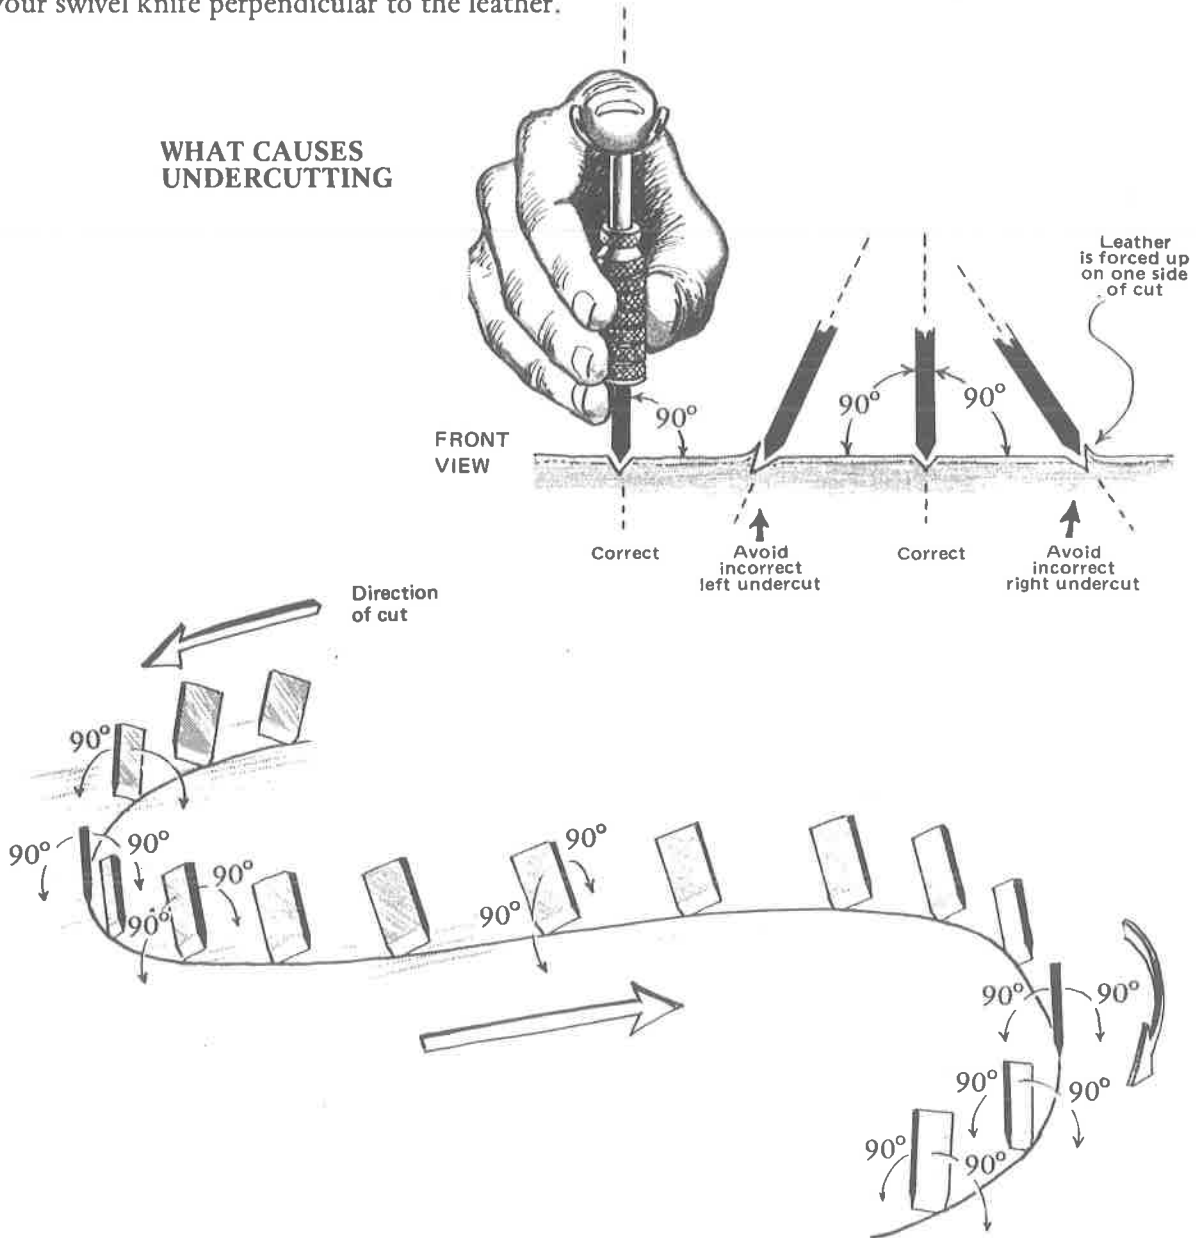 your swivel knife perpendicular to the leather.
WHAT CAUSES
UNDERCUTTING
Leather
is forced up
on one side
of cut
90°
90°
90°
FRONT
VIEW
Correct
Avoid
incorrect
left undercut
Correct
Avoid
incorrect
right undercut
Direction
of cut
90°
90°
90°
90°
90°
90°
90°
90°
90°
90°
90°
90°
90°